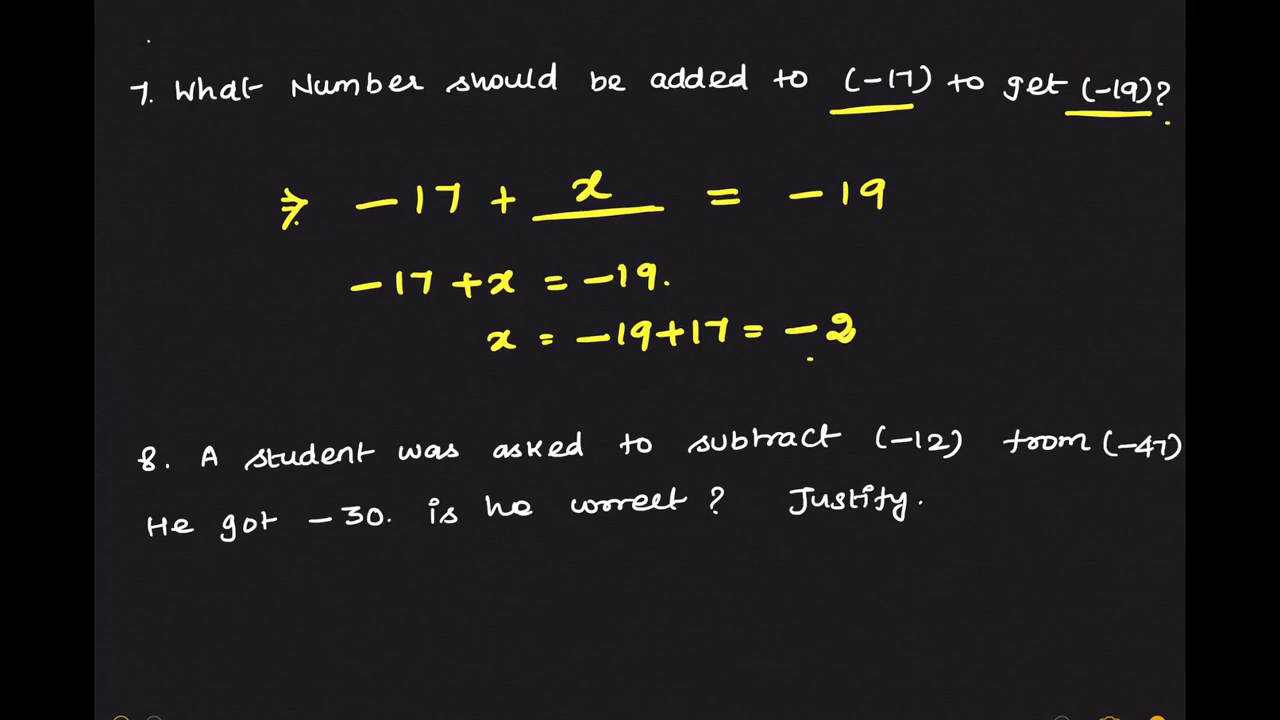 7. What Number should be added to (-17) to get (-19)?
⇒ -17 + x = -19
-17 + x = -19.
x = -19+17 = -2
8. A student was asked to subtract (-12) from (-47)
He got -30. is he correct? Justify.